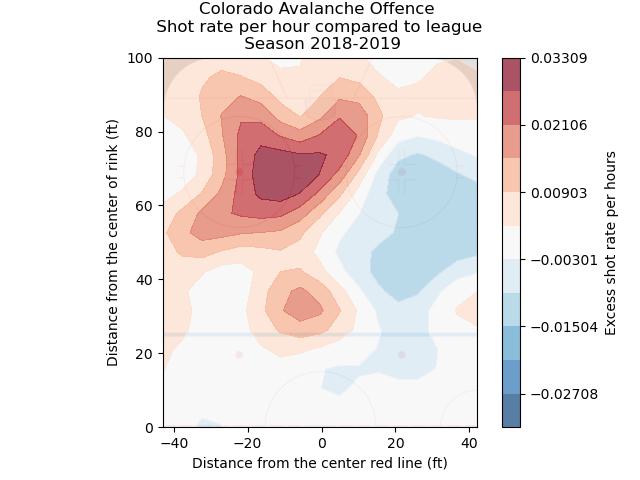 Colorado Avalanche Offence
Shot rate per hour compared to league
Season 2018-2019
100
80
60
40
20
0
Distance from the center of rink (ft)
−40
−20
0
20
40
Distance from the center red line (ft)
0.03309
0.02106
0.00903
−0.00301
−0.01504
−0.02708
Excess shot rate per hours